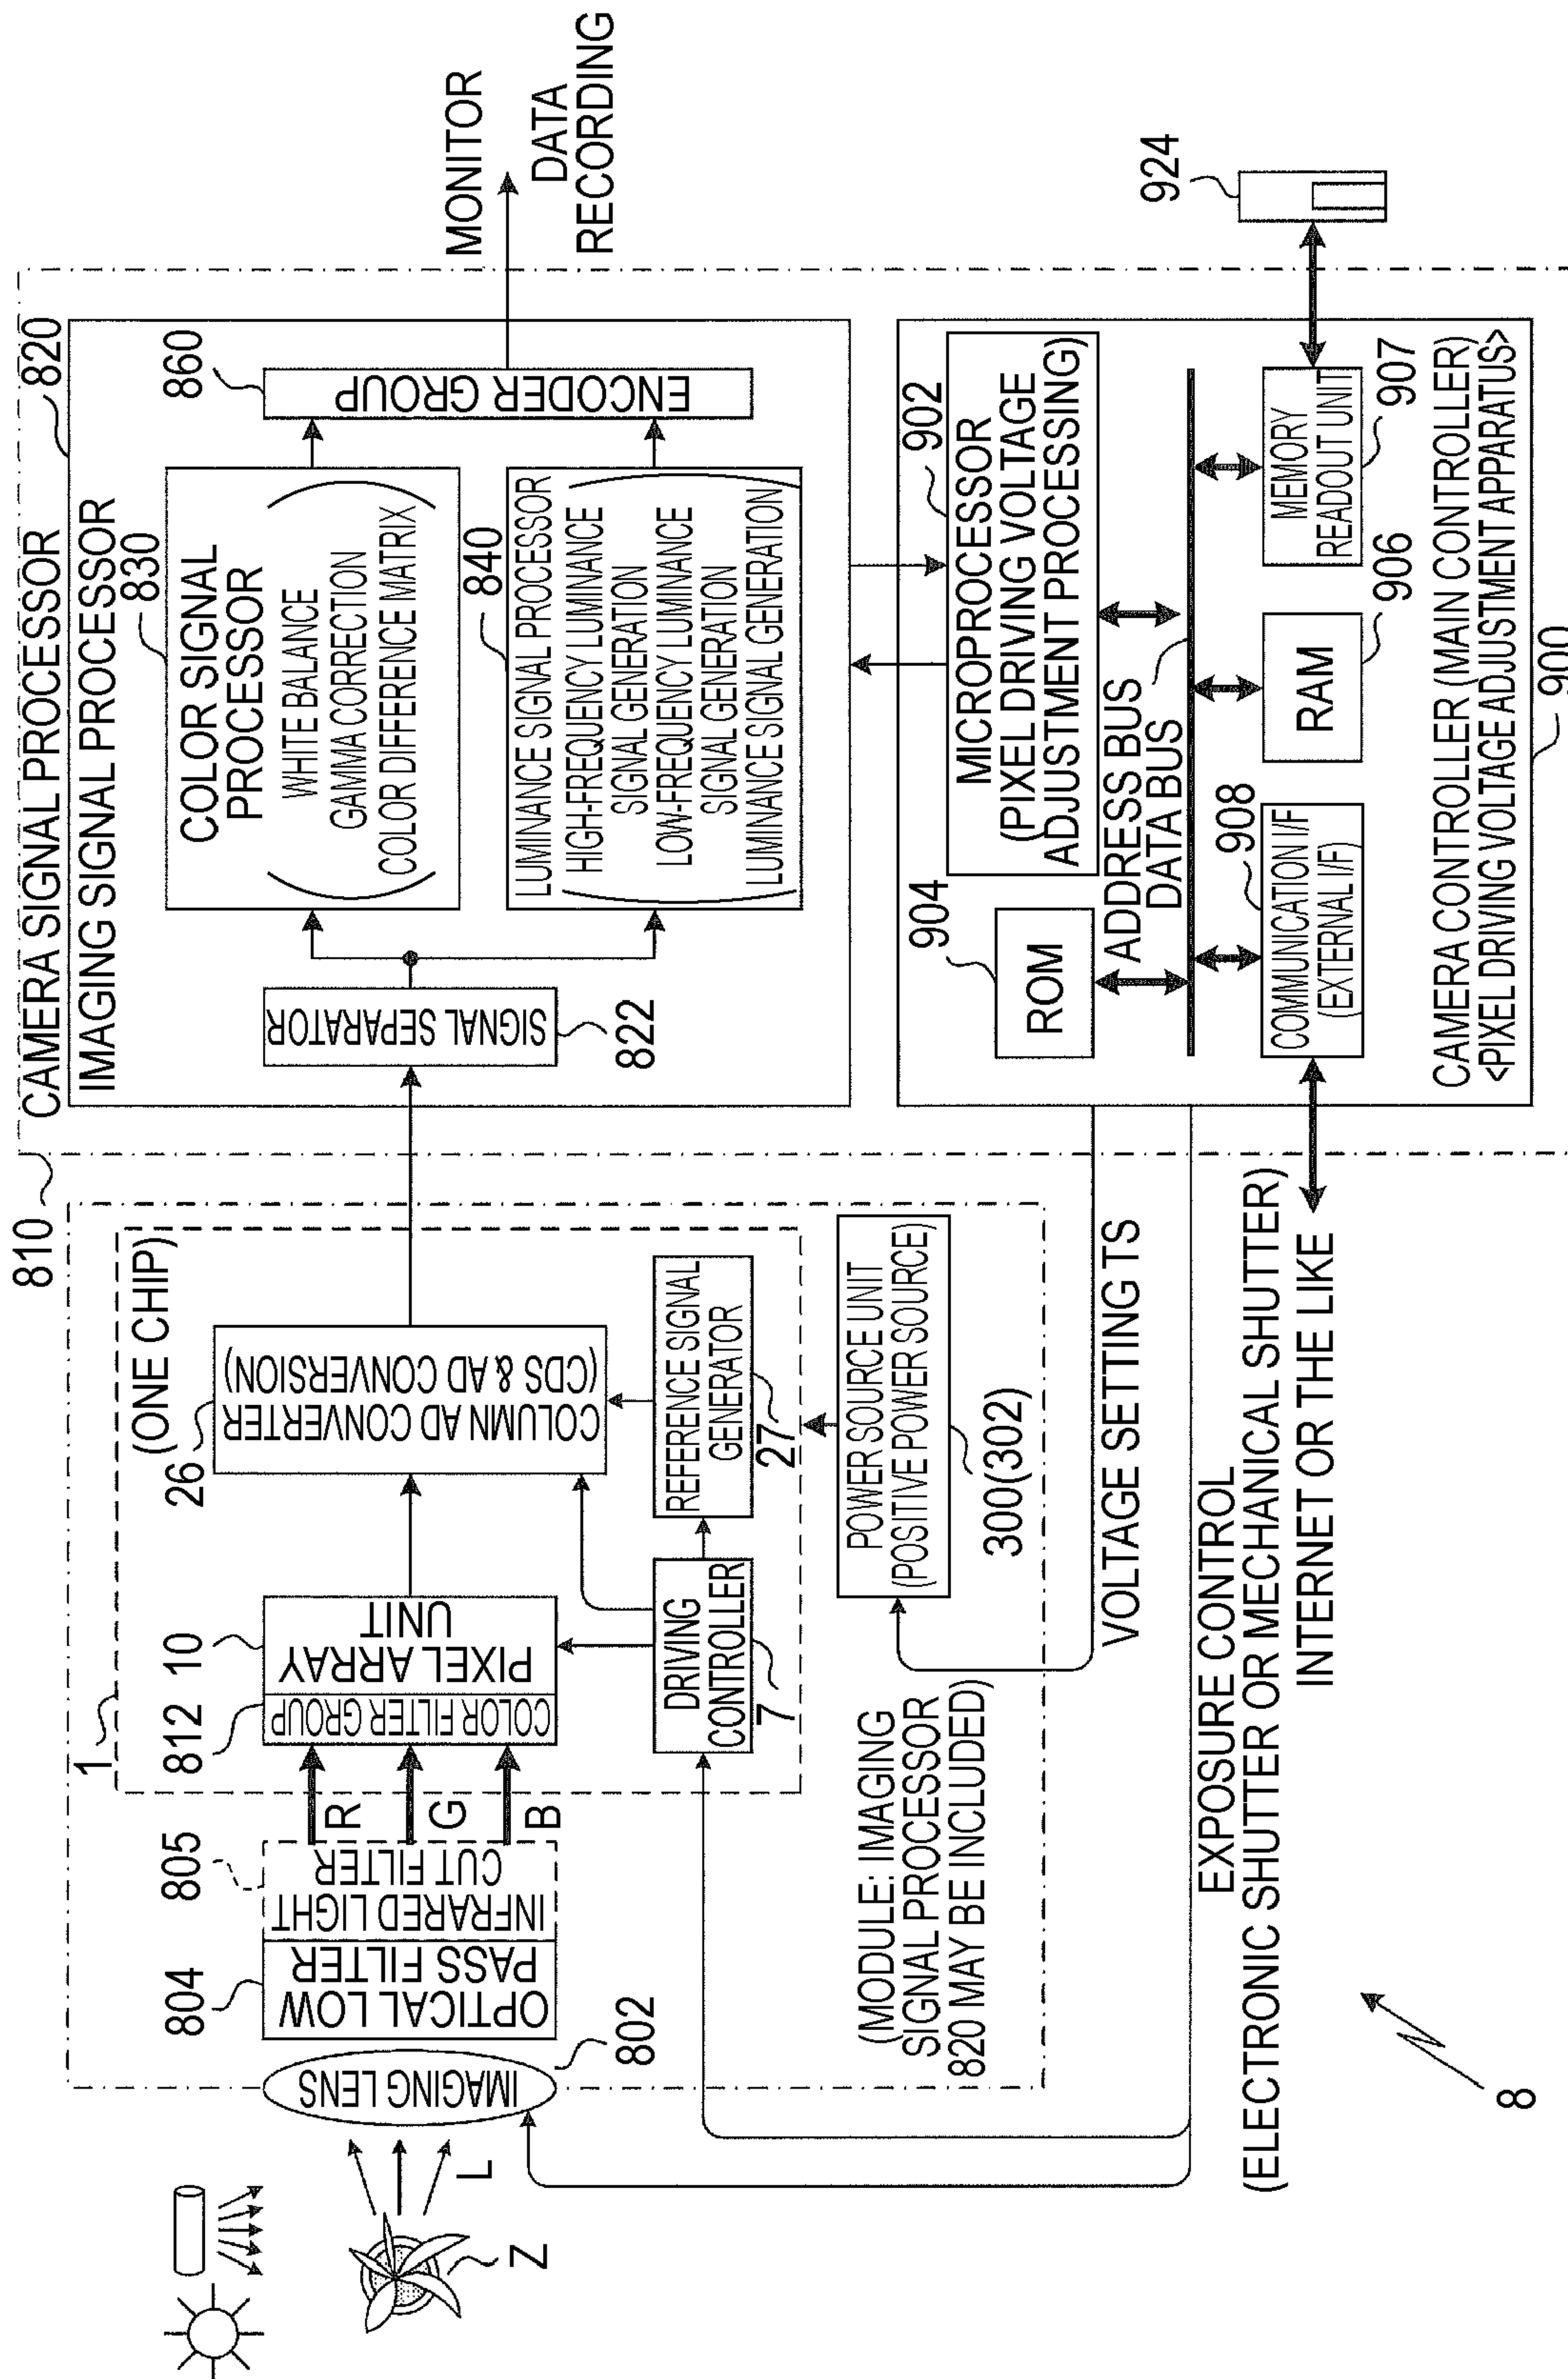 810
CAMERA SIGNAL PROCESSOR
IMAGING SIGNAL PROCESSOR
820
1
(ONE CHIP)
804
OPTICAL LOW
PASS FILTER
805
INFRARED LIGHT
CUT FILTER
R
G
B
812
COLOR FILTER GROUP
10
PIXEL ARRAY
UNIT
26
COLUMN AD CONVERTER
(CDS & AD CONVERSION)
SIGNAL SEPARATOR
822
830
COLOR SIGNAL
PROCESSOR
WHITE BALANCE
GAMMA CORRECTION
COLOR DIFFERENCE MATRIX
840
LUMINANCE SIGNAL PROCESSOR
HIGH-FREQUENCY LUMINANCE
SIGNAL GENERATION
LOW-FREQUENCY LUMINANCE
SIGNAL GENERATION
LUMINANCE SIGNAL GENERATION
860
ENCODER GROUP
MONITOR
DATA
RECORDING
IMAGING LENS
802
L
Z
DRIVING
CONTROLLER
7
REFERENCE SIGNAL
GENERATOR
27
POWER SOURCE UNIT
(POSITIVE POWER SOURCE)
300(302)
(MODULE: IMAGING
SIGNAL PROCESSOR
820 MAY BE INCLUDED)
VOLTAGE SETTING TS
EXPOSURE CONTROL
(ELECTRONIC SHUTTER OR MECHANICAL SHUTTER)
INTERNET OR THE LIKE
904
ROM
902
MICROPROCESSOR
(PIXEL DRIVING VOLTAGE
ADJUSTMENT PROCESSING)
ADDRESS BUS
DATA BUS
908
COMMUNICATION I/F
(EXTERNAL I/F)
RAM
906
MEMORY
READOUT UNIT
907
924
CAMERA CONTROLLER (MAIN CONTROLLER)
<PIXEL DRIVING VOLTAGE ADJUSTMENT APPARATUS>
900
8